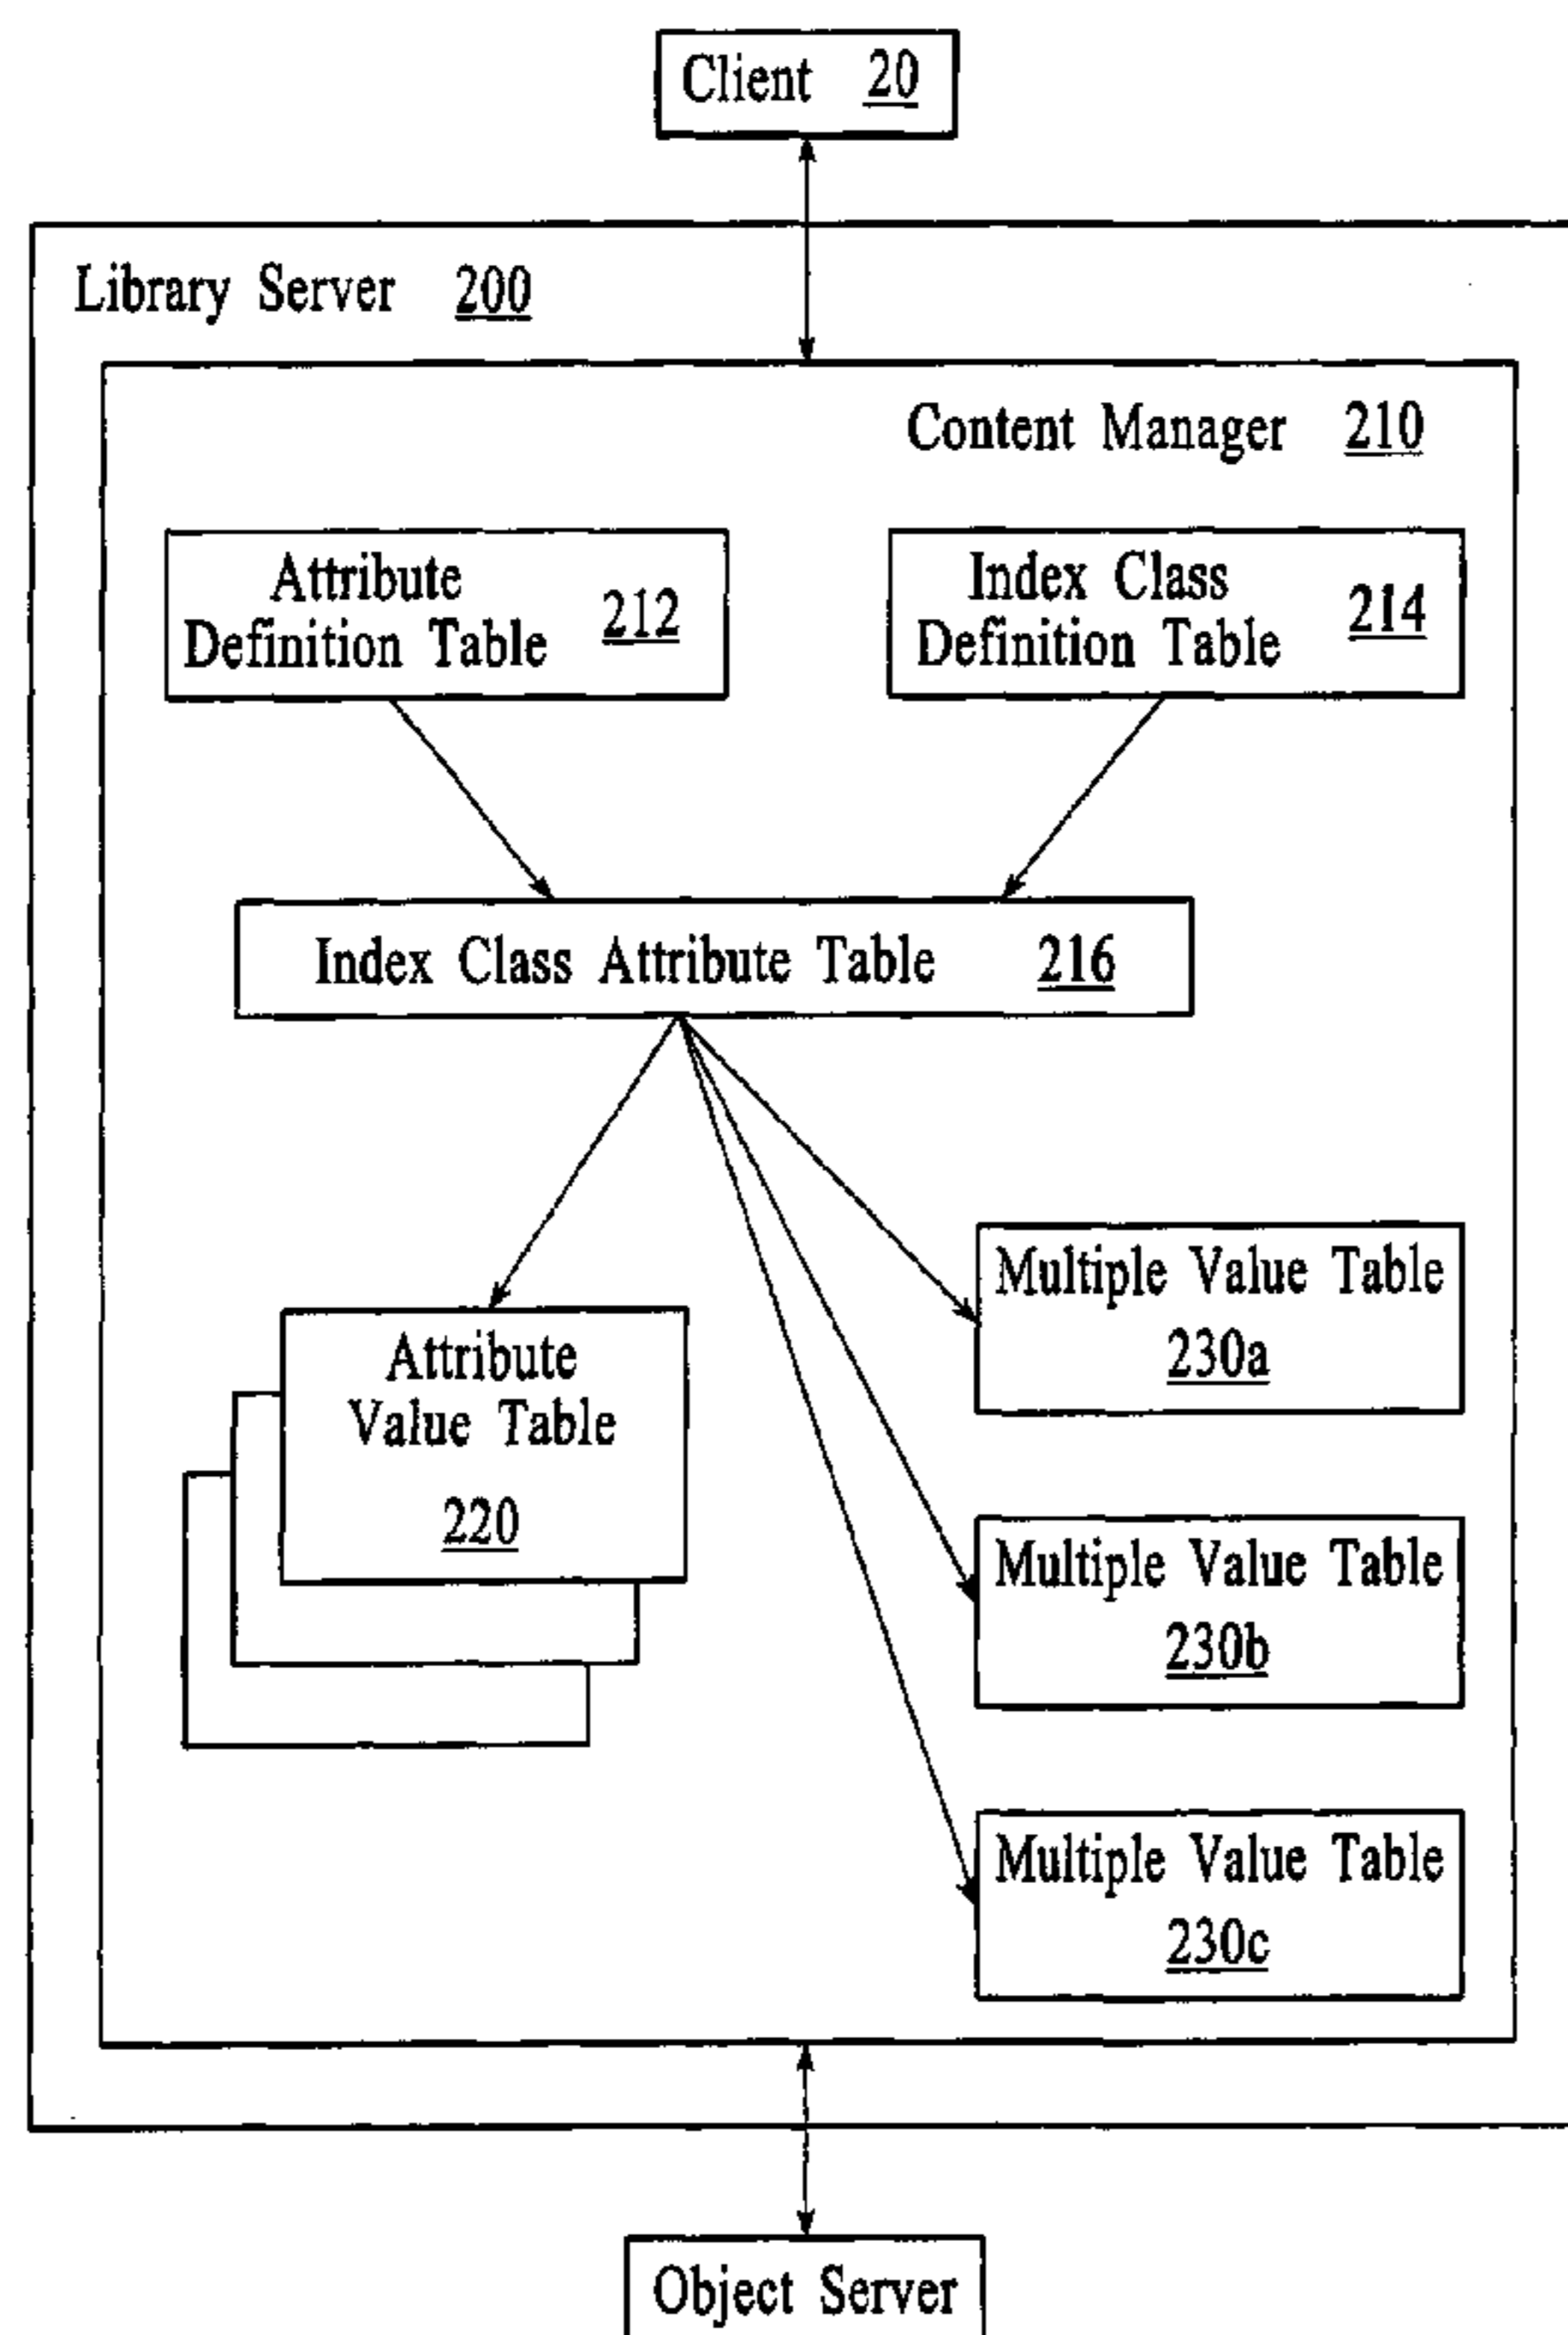 Client 20
Library Server 200
Content Manager 210
Attribute
Definition Table 212
Index Class
Definition Table 214
Index Class Attribute Table 216
Attribute
Value Table
220
Multiple Value Table
230a
Multiple Value Table
230b
Multiple Value Table
230c
Object Server